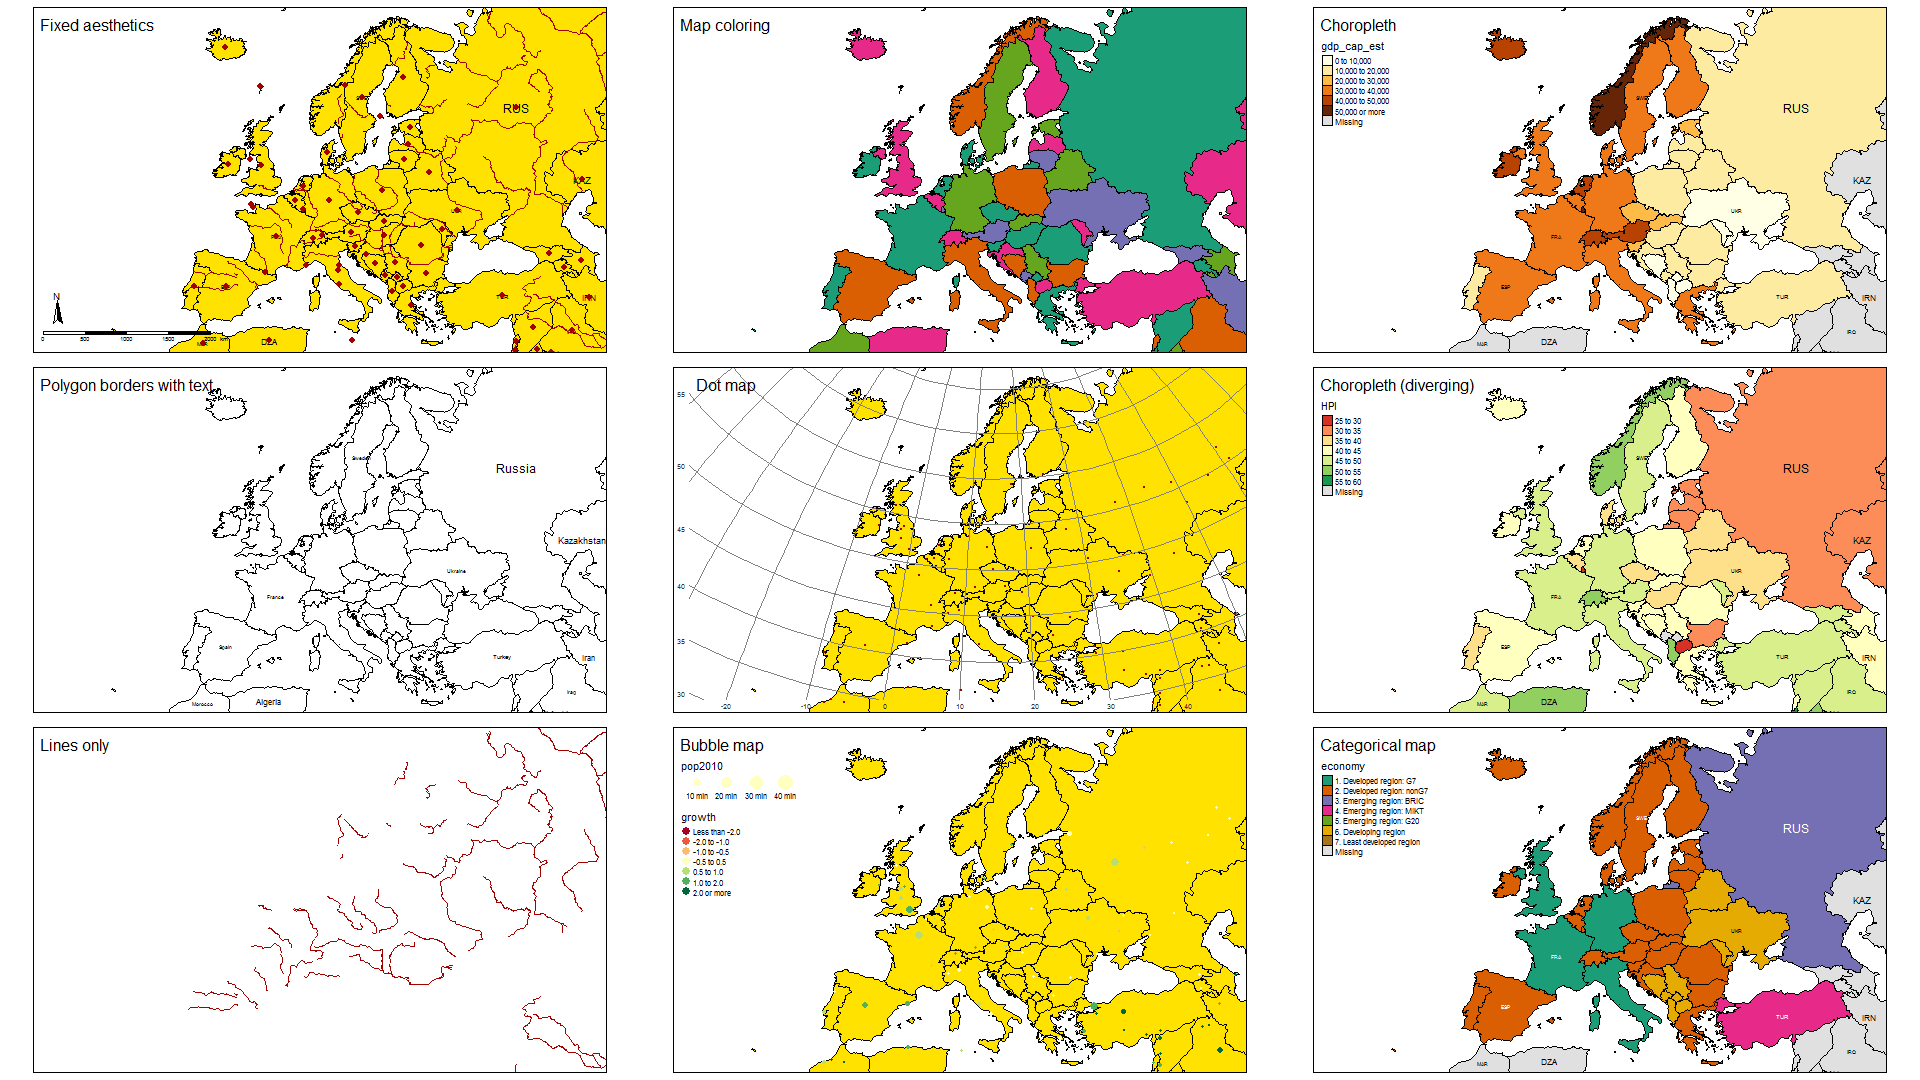 Fixed aesthetics
RUS
KAZ
IRN
N
0 500 1000 1500 2000 km
MAR
DZA
Map coloring
Choropleth
gdp_cap_est
0 to 10,000
10,000 to 20,000
20,000 to 30,000
30,000 to 40,000
40,000 to 50,000
50,000 or more
Missing
SWE
RUS
KAZ
UKR
FRA
ESP
TUR
IRN
IRQ
MAR
DZA
Polygon borders with text
Sweden
Russia
Kazakhstan
Ukraine
France
Spain
Turkey
Iran
Iraq
Morocco
Algeria
Dot map
55
50
45
40
35
30
-20 -10 0 10 20 30 40
Choropleth (diverging)
HPI
25 to 30
30 to 35
35 to 40
40 to 45
45 to 50
50 to 55
55 to 60
Missing
SWE
RUS
KAZ
UKR
FRA
ESP
TUR
IRN
IRQ
MAR
DZA
Lines only
Bubble map
pop2010
10 min 20 min 30 min 40 min
growth
Less than -2.0
-2.0 to -1.0
-1.0 to -0.5
-0.5 to 0.5
0.5 to 1.0
1.0 to 2.0
2.0 or more
Categorical map
economy
1. Developed region: G7
2. Developed region: nonG7
3. Emerging region: BRIC
4. Emerging region: MIKT
5. Emerging region: G20
6. Developing region
7. Least developed region
Missing
SWE
RUS
KAZ
UKR
FRA
ESP
TUR
IRN
IRQ
MAR
DZA